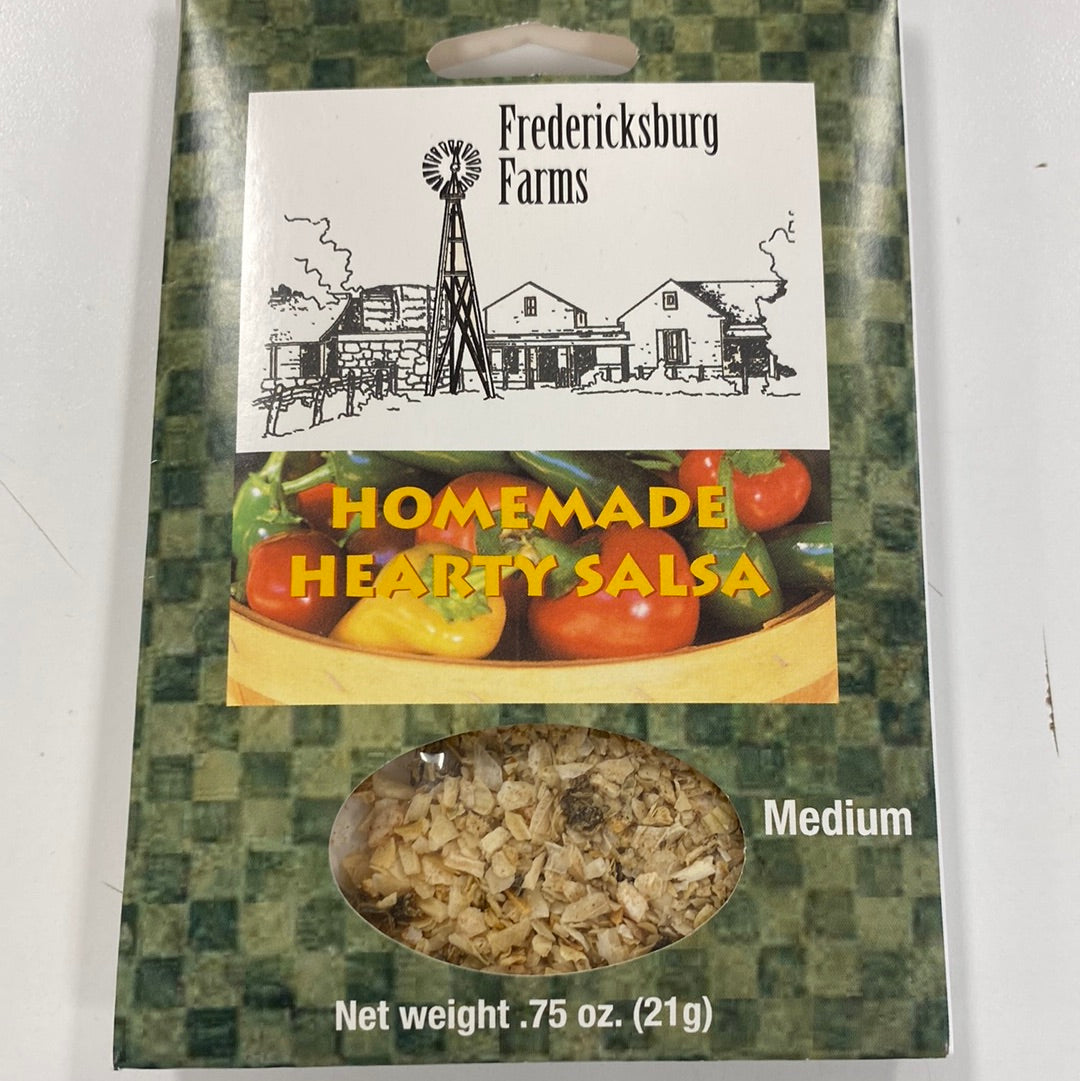 Fredericksburg
Farms
HOMEMADE
HEARTY SALSA
Medium
Net weight .75 oz. (21g)